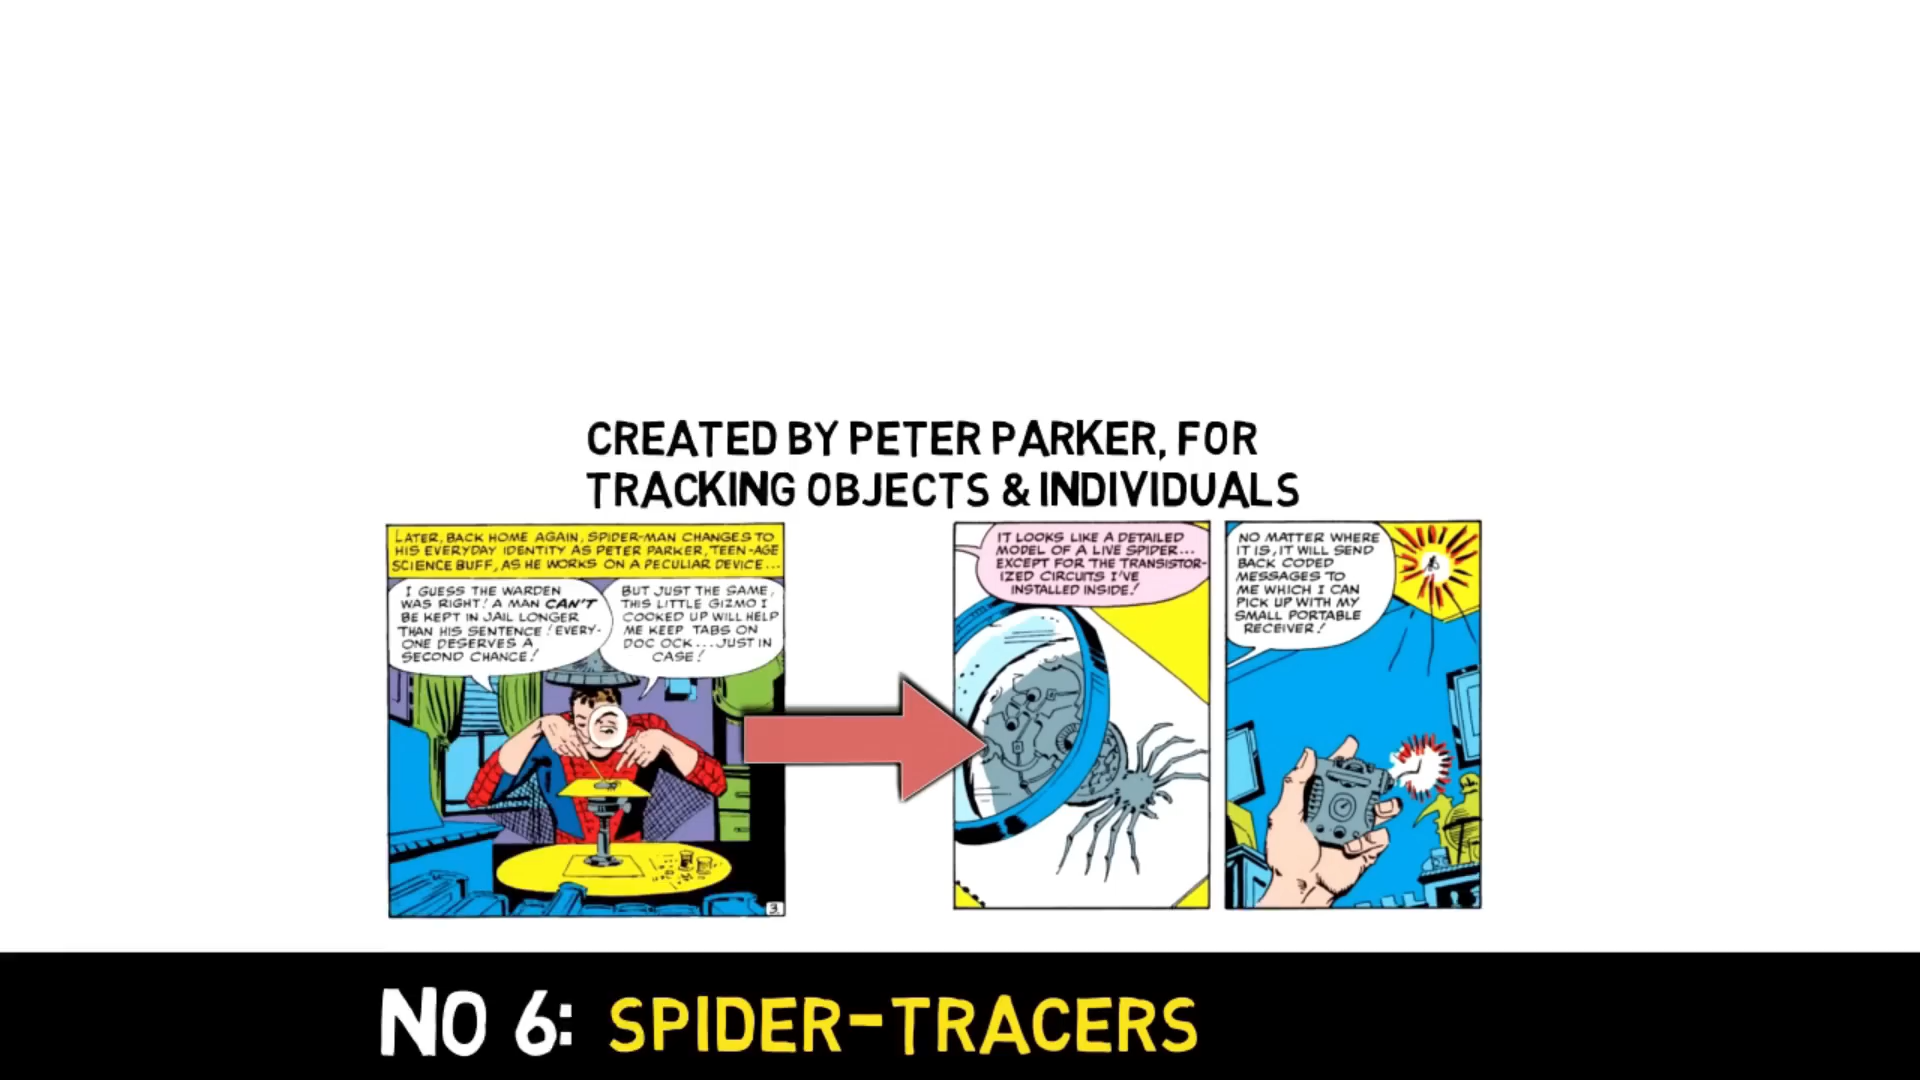 CREATED BY PETER PARKER, FOR
TRACKING OBJECTS & INDIVIDUALS
LATER, BACK HOME AGAIN, SPIDER-MAN CHANGES TO
HIS EVERYDAY IDENTITY AS PETER PARKER, TEEN-AGE
SCIENCE BUFF, AS HE WORKS ON A PECULIAR DEVICE...
I GUESS THE WARDEN
WAS RIGHT! A MAN CAN'T
BE KEPT IN JAIL LONGER
THAN HIS SENTENCE! EVERY-
ONE DESERVES A
SECOND CHANCE!
BUT JUST THE SAME,
THIS LITTLE GIZMO I
COOKED UP WILL HELP
ME KEEP TABS ON
DOC OCK...JUST IN
CASE!
3.
IT LOOKS LIKE A DETAILED
MODEL OF A LIVE SPIDER...
EXCEPT FOR THE TRANSISTOR-
IZED CIRCUITS I'VE
INSTALLED INSIDE!
NO MATTER WHERE
IT IS, IT WILL SEND
BACK CODED
MESSAGES TO
ME WHICH I CAN
PICK UP WITH MY
SMALL PORTABLE
RECEIVER!
NO 6: SPIDER-TRACERS